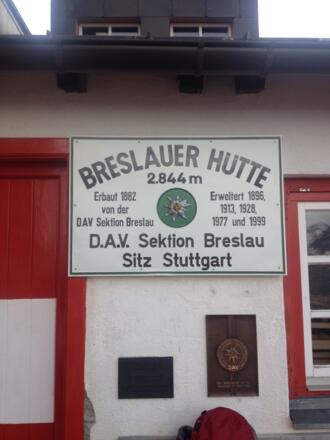 BRESLAUER HÜTTE
2.844 m
Erbaut 1882
von der
DAV Sektion Breslau
Erweitert 1896,
1913, 1928,
1977 und 1999
D.A.V. Sektion Breslau
Sitz Stuttgart